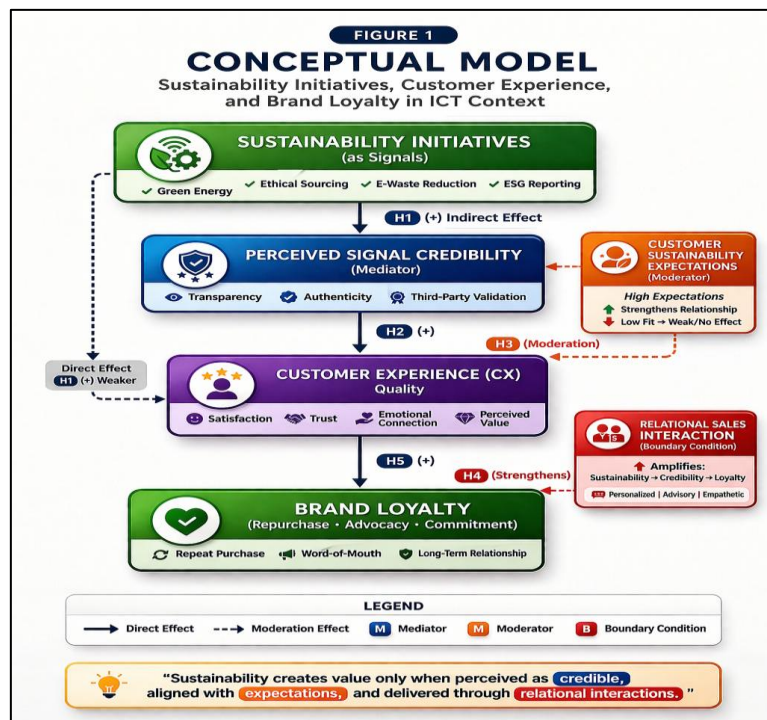 FIGURE 1
CONCEPTUAL MODEL
Sustainability Initiatives, Customer Experience,
and Brand Loyalty in ICT Context
SUSTAINABILITY INITIATIVES
(as Signals)
Green Energy
Ethical Sourcing
E-Waste Reduction
ESG Reporting
H1 (+) Indirect Effect
PERCEIVED SIGNAL CREDIBILITY
(Mediator)
Transparency
Authenticity
Third-Party Validation
CUSTOMER
SUSTAINABILITY
EXPECTATIONS
(Moderator)
High Expectations
Strengthens Relationship
Low Fit → Weak/No Effect
H2 (+)
H3 (Moderation)
Direct Effect
H1 (+) Weaker
CUSTOMER EXPERIENCE (CX)
Quality
Satisfaction
Trust
Emotional
Connection
Perceived
Value
RELATIONAL SALES
INTERACTION
(Boundary Condition)
Amplifies:
Sustainability → Credibility → Loyalty
Personalized | Advisory | Empathetic
H5 (+)
H4 (Strengthens)
BRAND LOYALTY
(Repurchase • Advocacy • Commitment)
Repeat Purchase
Word-of-Mouth
Long-Term Relationship
LEGEND
Direct Effect
Moderation Effect
M Mediator
M Moderator
B Boundary Condition
"Sustainability creates value only when perceived as credible,
aligned with expectations, and delivered through relational interactions. "